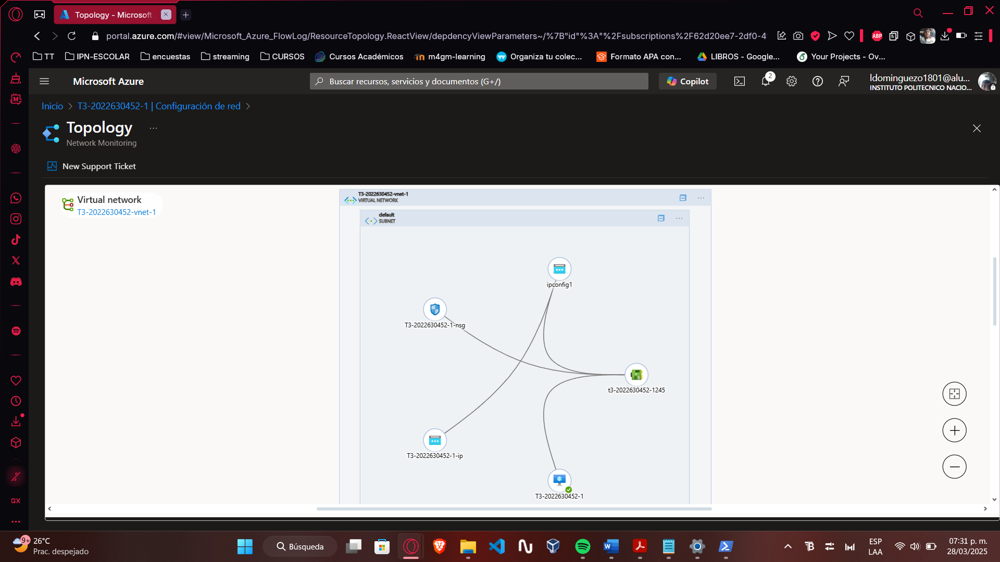 Topology - Microsoft
portal.azure.com/#view/Microsoft_Azure_FlowLog/ResourceTopology.ReactView/depdencyViewParameters~/%7B"id"%3A"%2Fsubscriptions%2F62d20ee7-2df0-4
ABP
TT
IPN-ESCOLAR
encuestas
streaming
CURSOS
Cursos Académicos
m4gm-learning
Organiza tu colec...
Formato APA con...
LIBROS - Google...
Your Projects - Ov...
Microsoft Azure
Buscar recursos, servicios y documentos (G+/)
Copilot
2
ldominguezo1801@alu...
INSTITUTO POLITECNICO NACIO...
Inicio > T3-2022630452-1 | Configuración de red >
Topology ...
Network Monitoring
New Support Ticket
Virtual network
T3-2022630452-vnet-1
T3-2022630452-vnet-1
VIRTUAL NETWORK
default
SUBNET
ipconfig1
T3-2022630452-1-nsg
t3-2022630452-1245
T3-2022630452-1-ip
T3-2022630452-1
GX
9+
26°C
Prac. despejado
Búsqueda
ESP
LAA
07:31 p. m.
28/03/2025